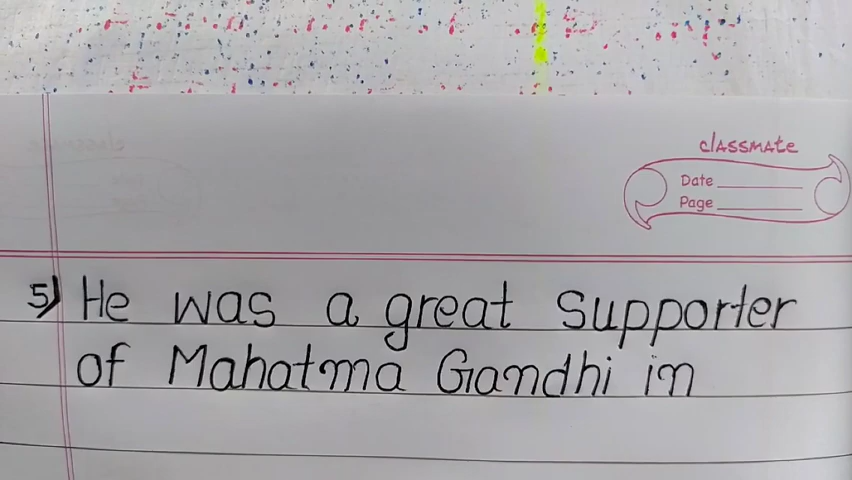 classmate
Date
Page
5) He was a great supporter
of Mahatma Gandhi in